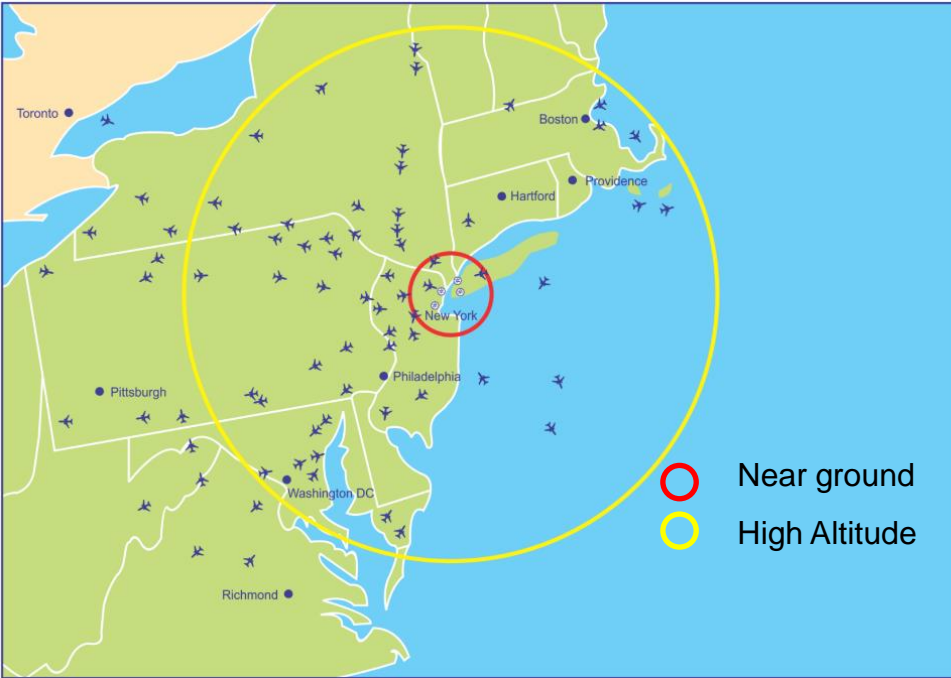 Toronto
Boston
Providence
Hartford
New York
Philadelphia
Pittsburgh
Washington DC
Richmond
Near ground
High Altitude